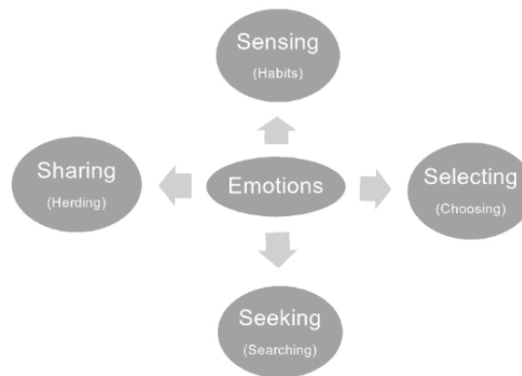 Sensing
(Habits)
Sharing
(Herding)
Emotions
Selecting
(Choosing)
Seeking
(Searching)